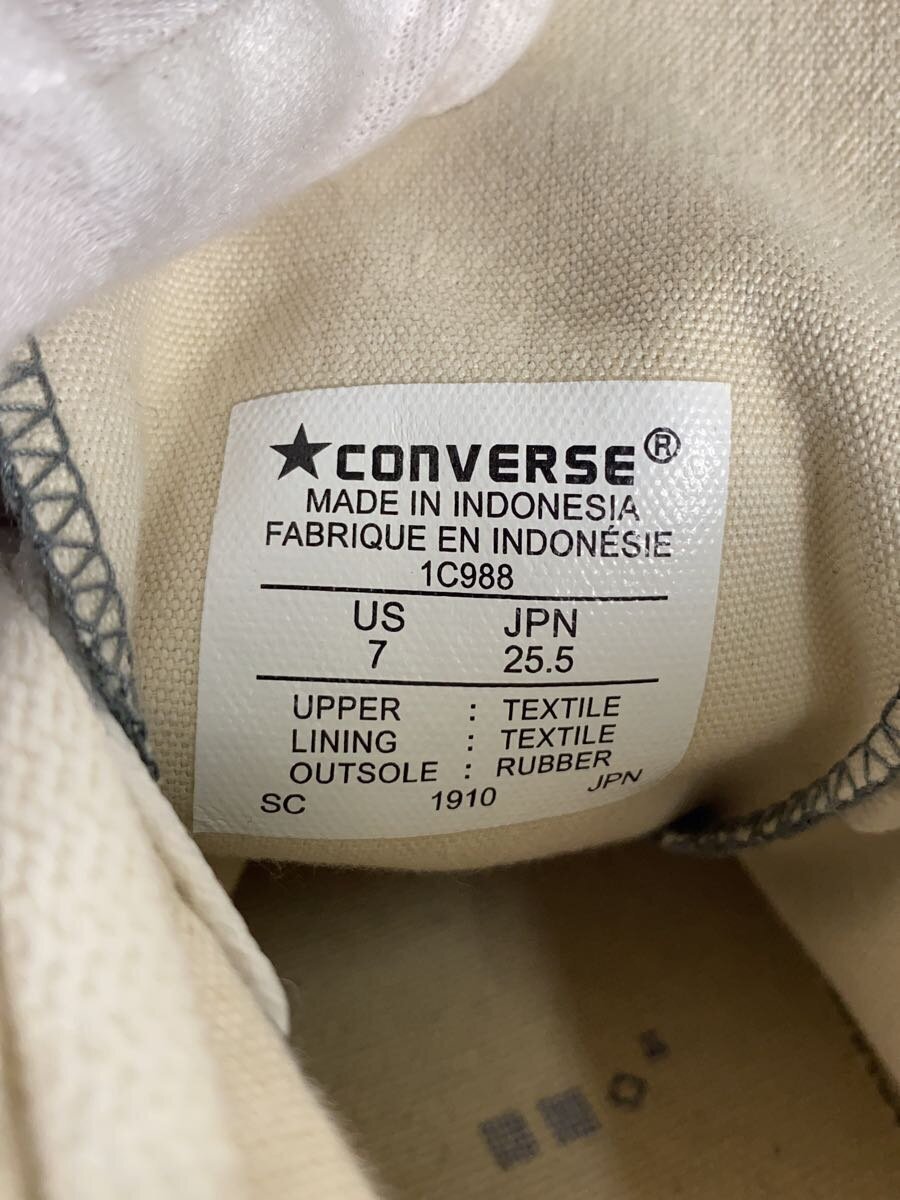 ★CONVERSE®
MADE IN INDONESIA
FABRIQUE EN INDONÉSIE
1C988
US JPN
7 25.5
UPPER : TEXTILE
LINING : TEXTILE
OUTSOLE : RUBBER
SC 1910 JPN